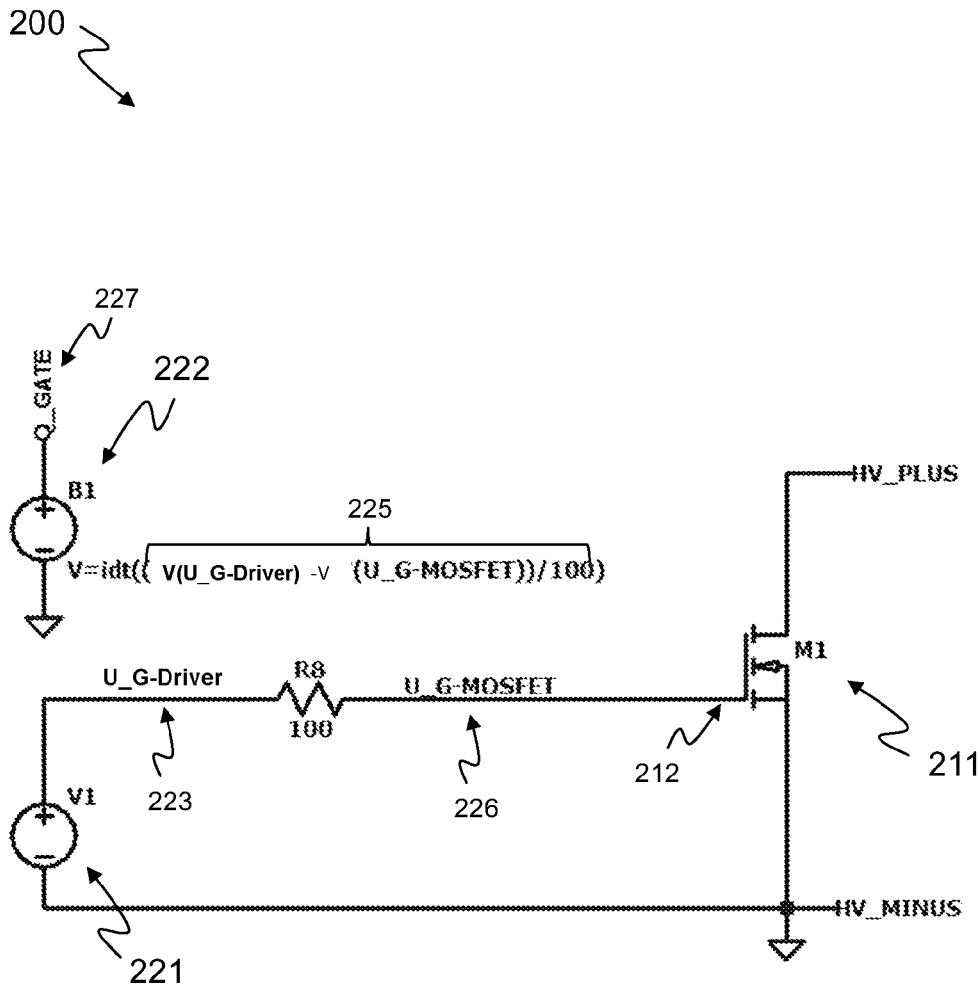 200
227
Q_GATE
222
B1
225
V=idt(( V(U_G-Driver) -V (U_G-MOSFET))/100)
HV_PLUS
M1
U_G-Driver
R8
100
U_G-MOSFET
212
211
223
226
V1
HV_MINUS
221